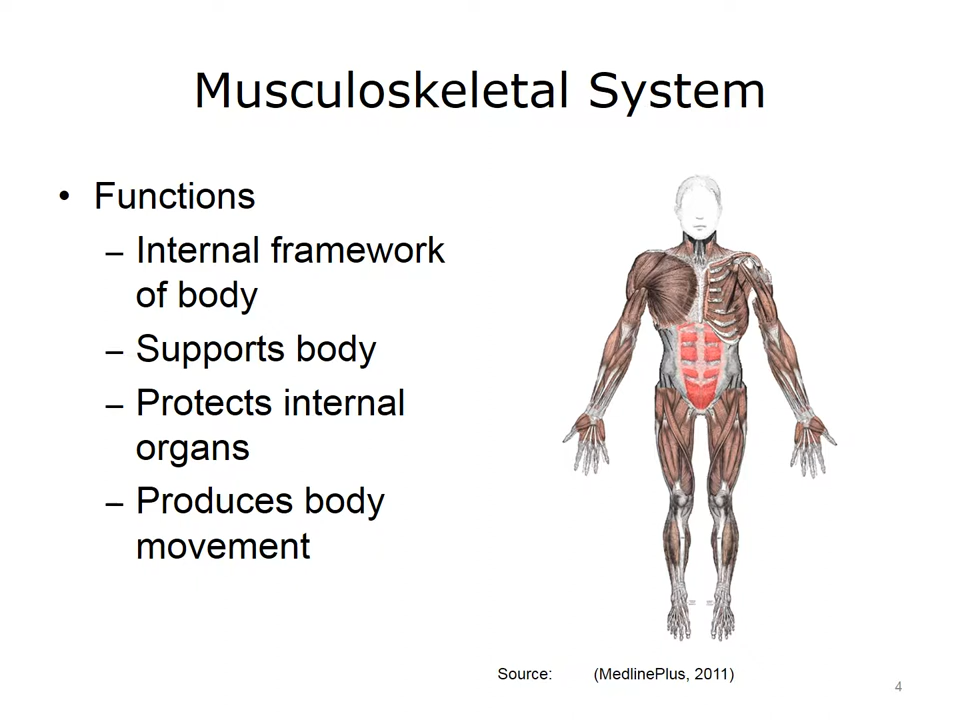 Musculoskeletal System
• Functions
– Internal framework
of body
– Supports body
– Protects internal
organs
– Produces body
movement
Source: (MedlinePlus, 2011)
4